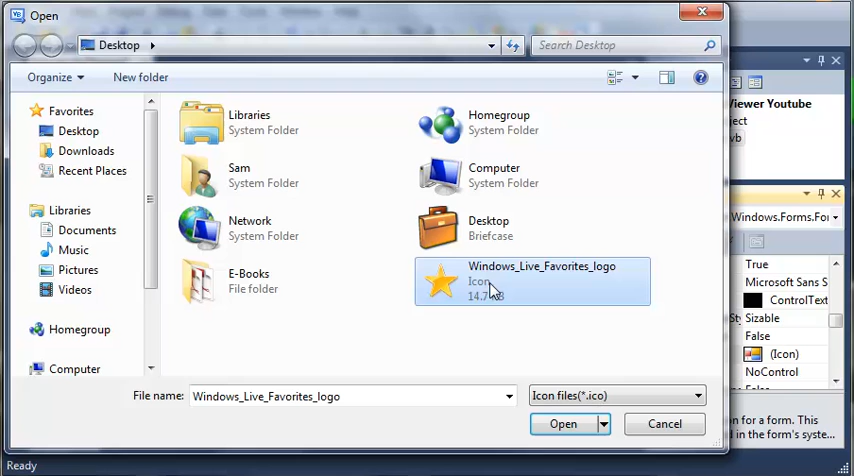 Open
Desktop
Search Desktop
Organize
New folder
Favorites
Desktop
Downloads
Recent Places
Libraries
Documents
Music
Pictures
Videos
Homegroup
Computer
Libraries
System Folder
Homegroup
System Folder
Sam
System Folder
Computer
System Folder
Network
System Folder
Desktop
Briefcase
E-Books
File folder
Windows_Live_Favorites_logo
Icon
14.7
File name:
Windows_Live_Favorites_logo
Icon files(*.ico)
Open
Cancel
Viewer Youtube
ject
vb
Windows.Forms.For
True
Microsoft Sans S
ControlText
Sizable
False
(Icon)
NoControl
on for a form. This
d in the form's syste...
Ready